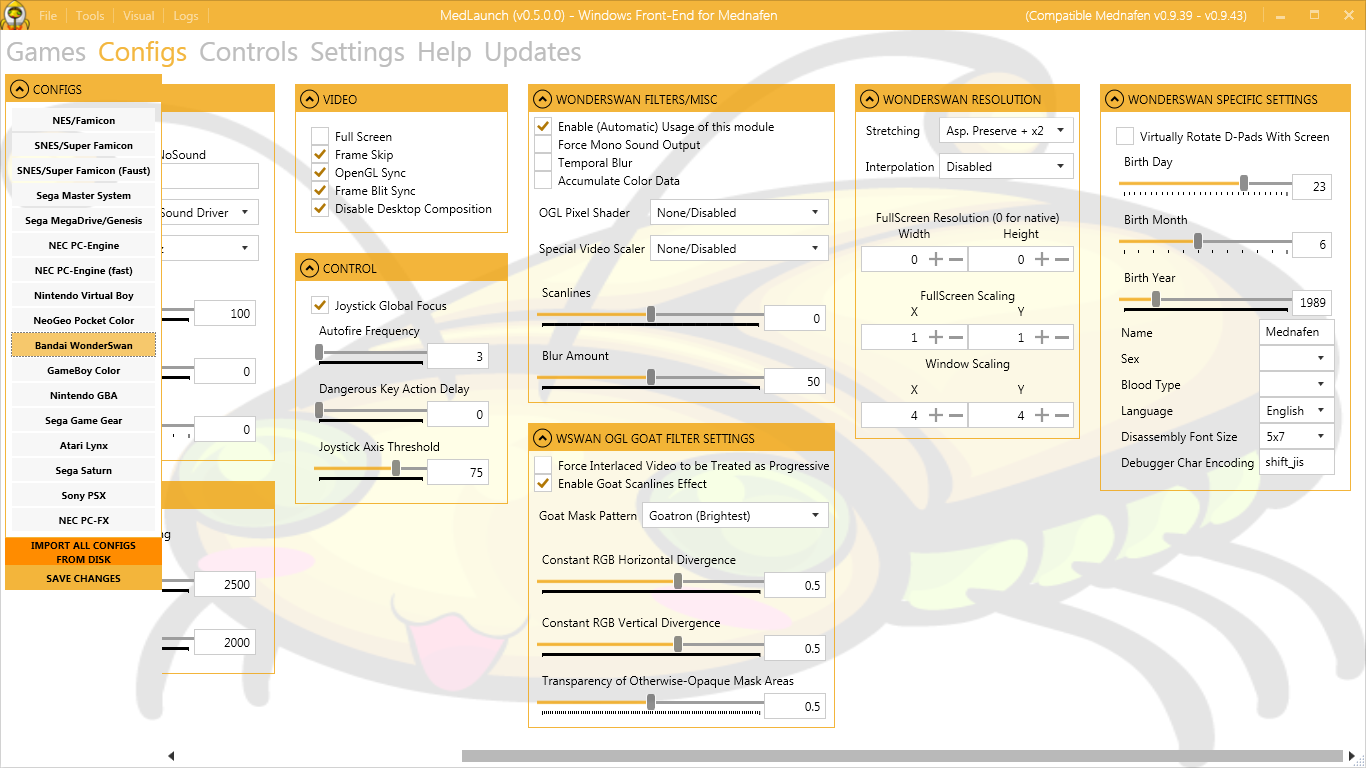 File
Tools
Visual
Logs
MedLaunch (v0.5.0.0) - Windows Front-End for Mednafen
(Compatible Mednafen v0.9.39 - v0.9.43)
Games
Configs
Controls
Settings
Help
Updates
CONFIGS
NES/Famicon
SNES/Super Famicon
SNES/Super Famicon (Faust)
Sega Master System
Sega MegaDrive/Genesis
NEC PC-Engine
NEC PC-Engine (fast)
Nintendo Virtual Boy
NeoGeo Pocket Color
Bandai WonderSwan
GameBoy Color
Nintendo GBA
Sega Game Gear
Atari Lynx
Sega Saturn
Sony PSX
NEC PC-FX
IMPORT ALL CONFIGS
FROM DISK
SAVE CHANGES
NoSound
Sound Driver
100
0
0
2500
2000
VIDEO
Full Screen
Frame Skip
OpenGL Sync
Frame Blit Sync
Disable Desktop Composition
CONTROL
Joystick Global Focus
Autofire Frequency
3
Dangerous Key Action Delay
0
Joystick Axis Threshold
75
WONDERSWAN FILTERS/MISC
Enable (Automatic) Usage of this module
Force Mono Sound Output
Temporal Blur
Accumulate Color Data
OGL Pixel Shader
None/Disabled
Special Video Scaler
None/Disabled
Scanlines
0
Blur Amount
50
WSWAN OGL GOAT FILTER SETTINGS
Force Interlaced Video to be Treated as Progressive
Enable Goat Scanlines Effect
Goat Mask Pattern
Goatron (Brightest)
Constant RGB Horizontal Divergence
0.5
Constant RGB Vertical Divergence
0.5
Transparency of Otherwise-Opaque Mask Areas
0.5
WONDERSWAN RESOLUTION
Stretching
Asp. Preserve + x2
Interpolation
Disabled
FullScreen Resolution (0 for native)
Width Height
0 0
FullScreen Scaling
X Y
1 1
Window Scaling
X Y
4 4
WONDERSWAN SPECIFIC SETTINGS
Virtually Rotate D-Pads With Screen
Birth Day
23
Birth Month
6
Birth Year
1989
Name
Mednafen
Sex
Blood Type
Language
English
Disassembly Font Size
5x7
Debugger Char Encoding
shift_jis